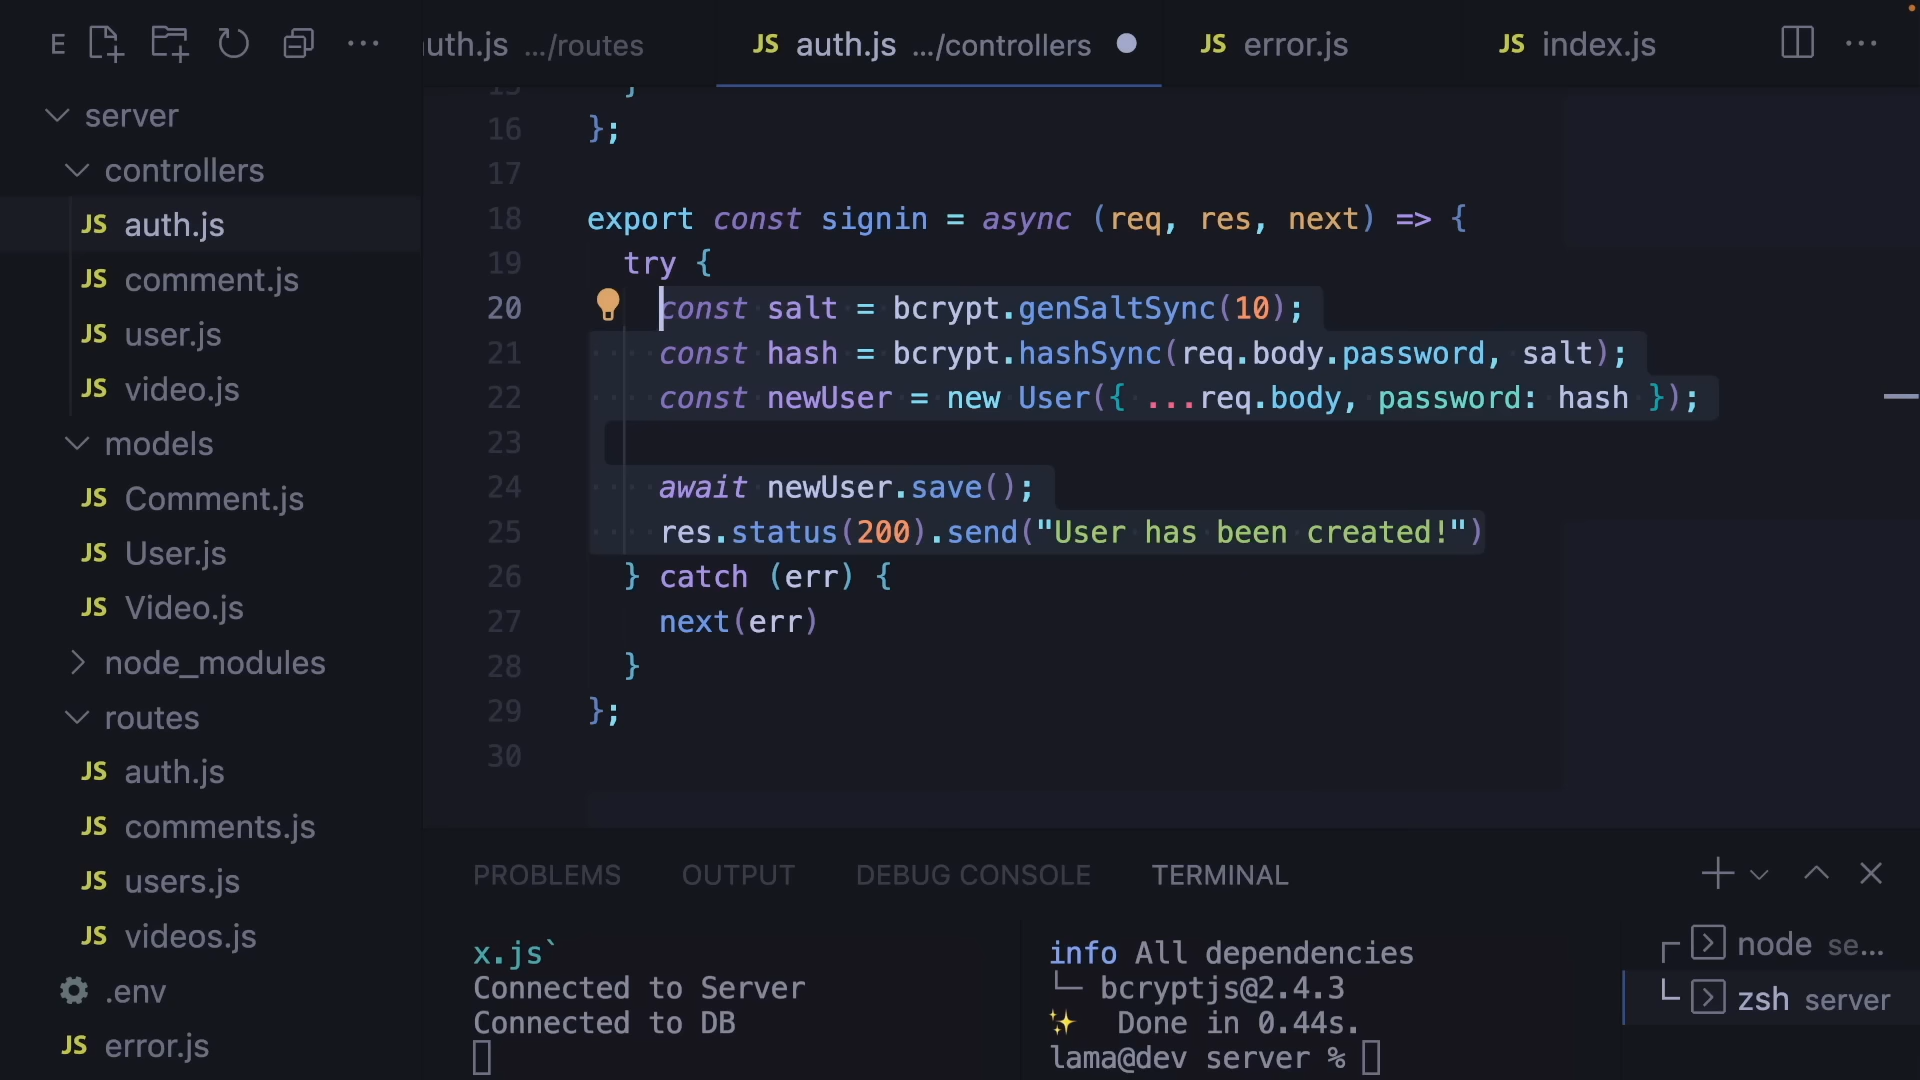 E
server
controllers
JS auth.js
JS comment.js
JS user.js
JS video.js
models
JS Comment.js
JS User.js
JS Video.js
node_modules
routes
JS auth.js
JS comments.js
JS users.js
JS videos.js
.env
JS error.js
uth.js .../routes
JS auth.js .../controllers
JS error.js
JS index.js
15 }
16 };
17
18 export const signin = async (req, res, next) => {
19 try {
20 const salt = bcrypt.genSaltSync(10);
21 const hash = bcrypt.hashSync(req.body.password, salt);
22 const newUser = new User({ ...req.body, password: hash });
23
24 await newUser.save();
25 res.status(200).send("User has been created!")
26 } catch (err) {
27 next(err)
28 }
29 };
30
PROBLEMS OUTPUT DEBUG CONSOLE TERMINAL
x.js`
Connected to Server
Connected to DB
info All dependencies
└─ bcryptjs@2.4.3
✨ Done in 0.44s.
lama@dev server %
node se...
zsh server